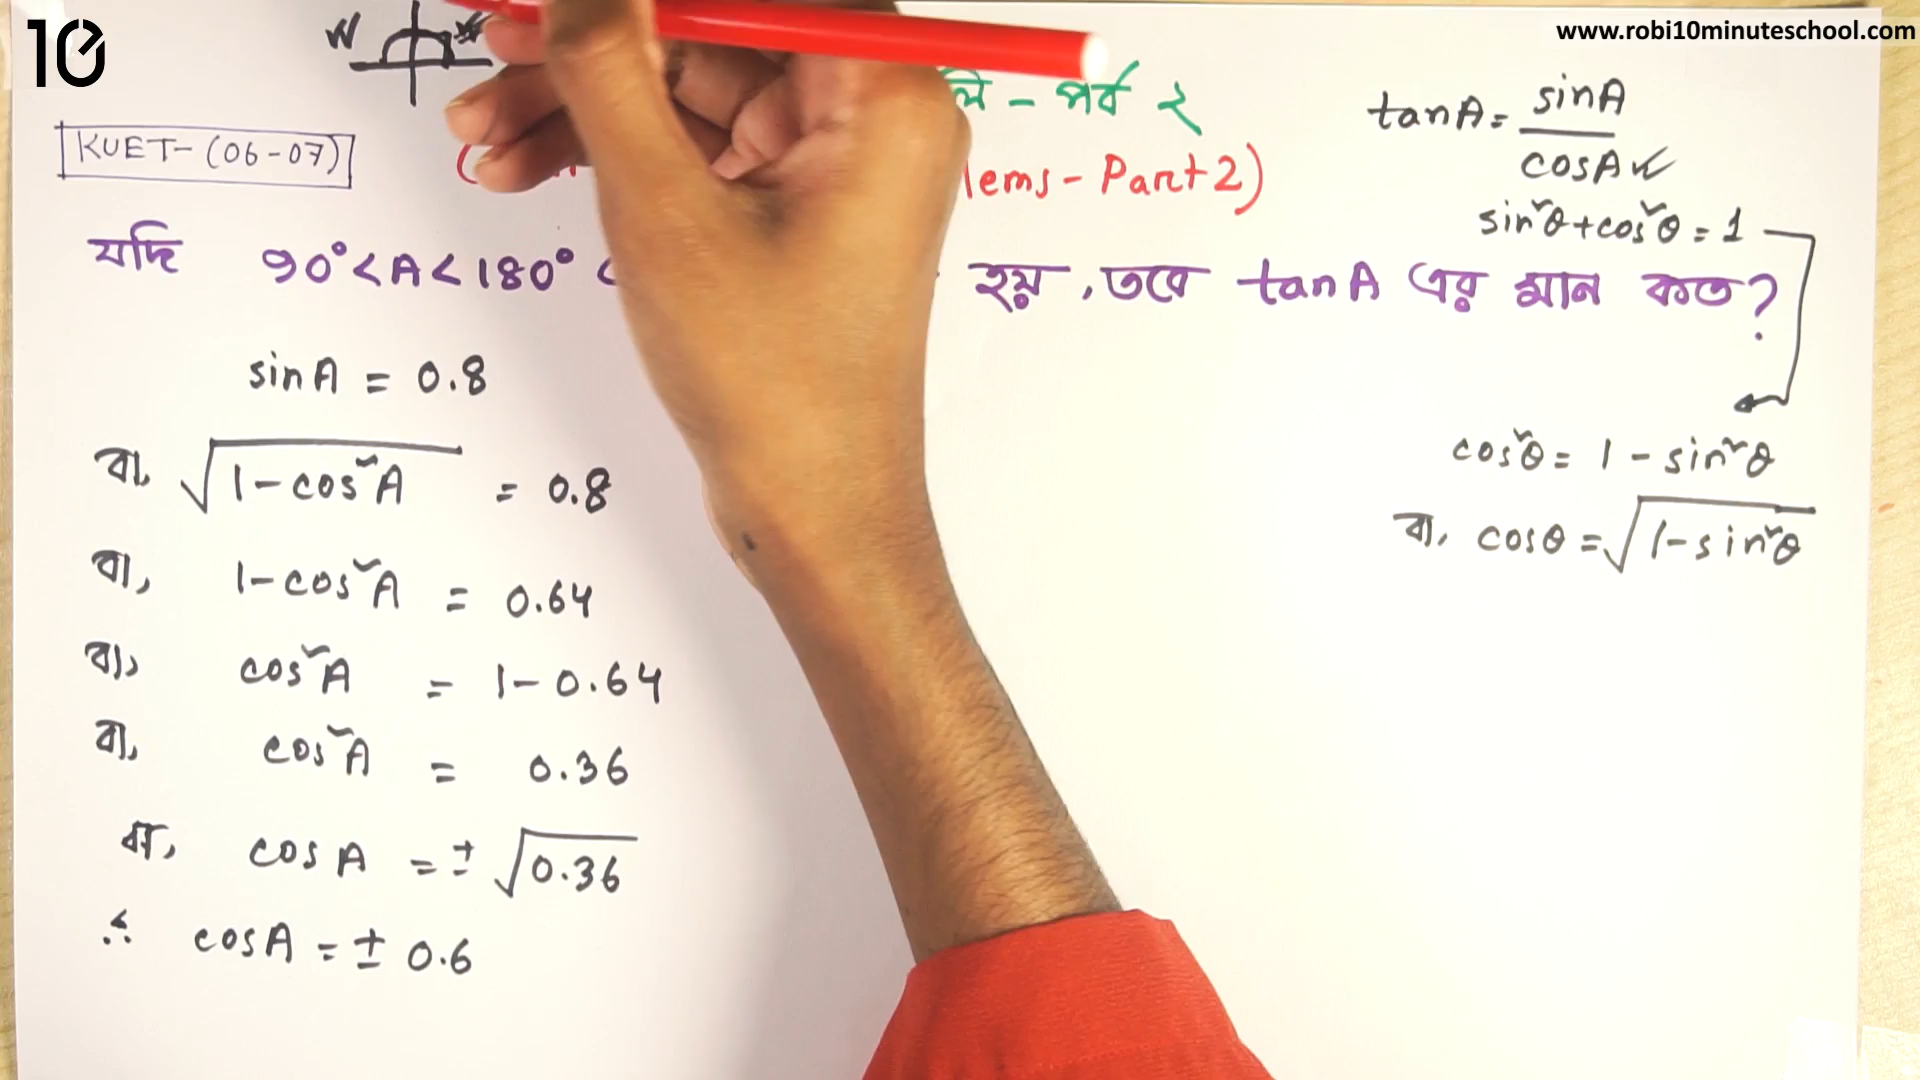 10
www.robi10minuteschool.com
KUET-(06-07)
- পর্ব ২
lems - Part 2)
tanA = sinA / cosA
sin²θ + cos²θ = 1
যদি 90° < A < 180° হয়, তবে tanA এর মান কত?
sinA = 0.8
বা, √1-cos²A = 0.8
বা, 1-cos²A = 0.64
বা, cos²A = 1-0.64
বা, cos²A = 0.36
বা, cosA = ± √0.36
∴ cosA = ± 0.6
cos²θ = 1 - sin²θ
বা, cosθ = √1-sin²θ